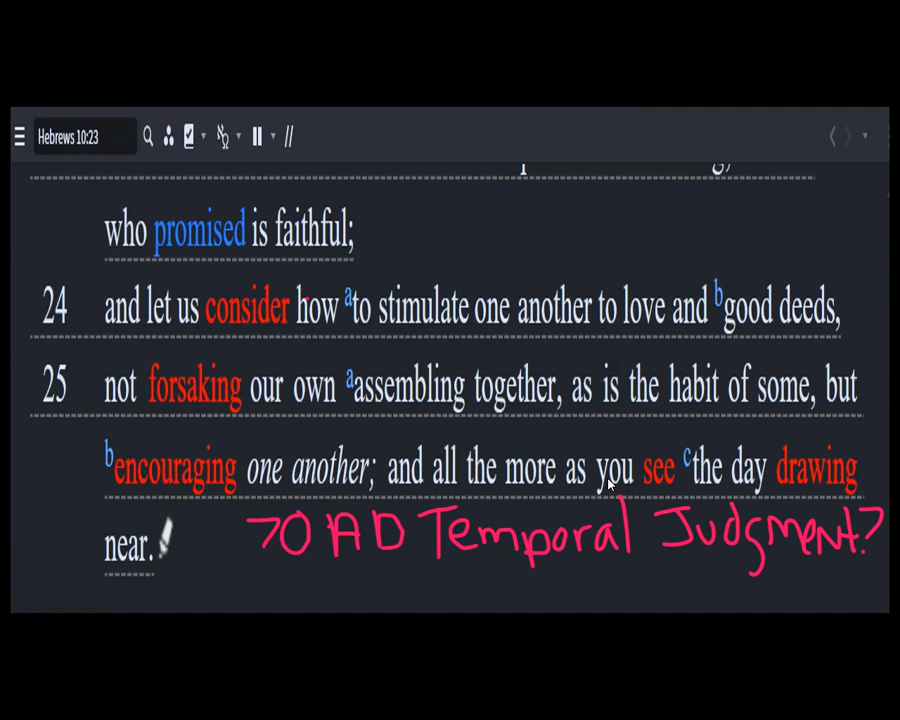 Hebrews 10:23
who promised is faithful;
24 and let us consider how ato stimulate one another to love and bgood deeds,
25 not forsaking our own aassembling together, as is the habit of some, but
bencouraging one another; and all the more as you see cthe day drawing
near.
70 AD Temporal Judgment?